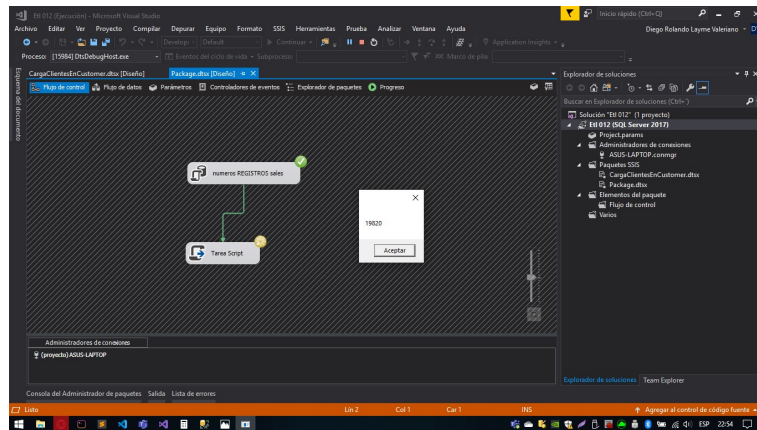 Etl 012 (Ejecución) - Microsoft Visual Studio
Inicio rápido (Ctrl+Q)
Archivo Editar Ver Proyecto Compilar Depurar Equipo Formato SSIS Herramientas Prueba Analizar Ventana Ayuda
Diego Rolando Layme Valeriano
Develop Default Continuar Application Insights
Proceso: [15984] DtsDebugHost.exe Eventos del ciclo de vida Subproceso: Marco de pila:
CargaClientesEnCustomer.dtsx [Diseño] Package.dtsx [Diseño]
Flujo de control Flujo de datos Parámetros Controladores de eventos Explorador de paquetes Progreso
Esquema del documento
numeros REGISTROS sales
Tarea Script
19820
Aceptar
Administradores de conexiones
(proyecto) ASUS-LAPTOP
Consola del Administrador de paquetes Salida Lista de errores
Explorador de soluciones
Buscar en Explorador de soluciones (Ctrl+´)
Solución "Etl 012" (1 proyecto)
Etl 012 (SQL Server 2017)
Project.params
Administradores de conexiones
ASUS-LAPTOP.conmgr
Paquetes SSIS
CargaClientesEnCustomer.dtsx
Package.dtsx
Elementos del paquete
Flujo de control
Varios
Explorador de soluciones Team Explorer
Listo Lín 2 Col 1 Car 1 INS Agregar al control de código fuente
ESP 22:54